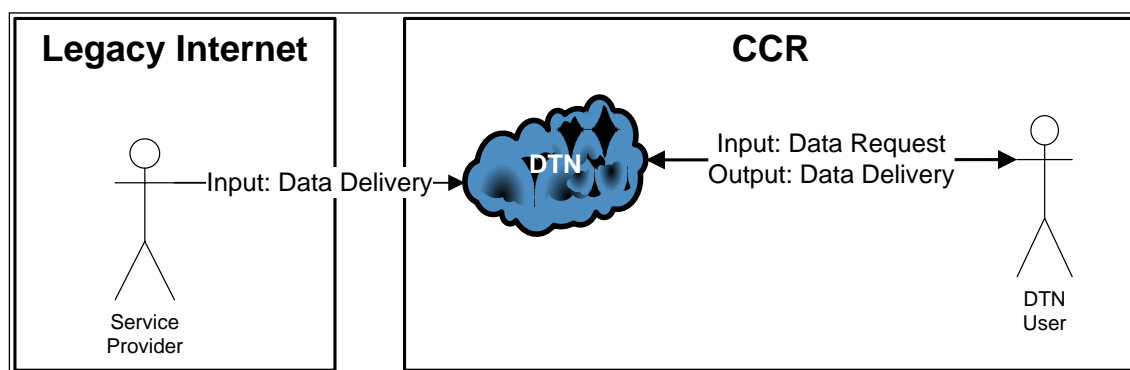 Legacy Internet
CCR
Input: Data Delivery
DTN
Input: Data Request
Output: Data Delivery
Service
Provider
DTN
User